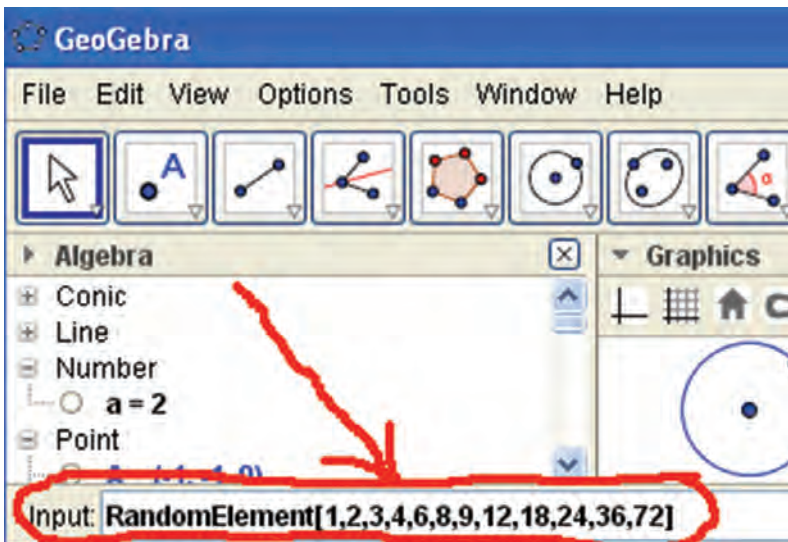 GeoGebra
File Edit View Options Tools Window Help
A
α
Algebra
Graphics
Conic
Line
Number
a = 2
Point
Input: RandomElement[1,2,3,4,6,8,9,12,18,24,36,72]